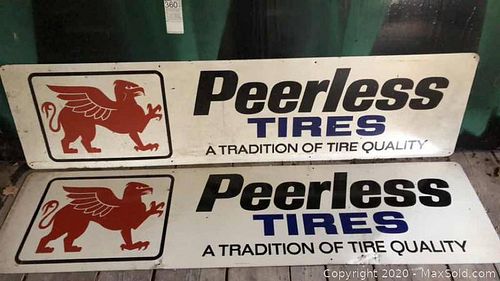 360
Peerless
TIRES
A TRADITION OF TIRE QUALITY
Peerless
TIRES
A TRADITION OF TIRE QUALITY
Copyright © 2020 - MaxSold.com